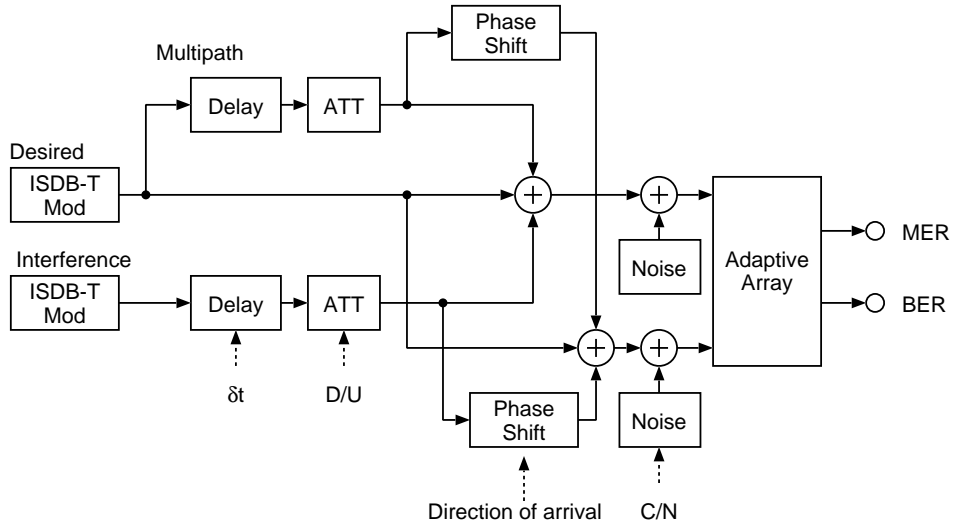 Phase
Shift
Multipath
Delay
ATT
Desired
ISDB-T
Mod
Interference
ISDB-T
Mod
Delay
ATT
Noise
Adaptive
Array
MER
BER
δt
D/U
Phase
Shift
Noise
Direction of arrival
C/N